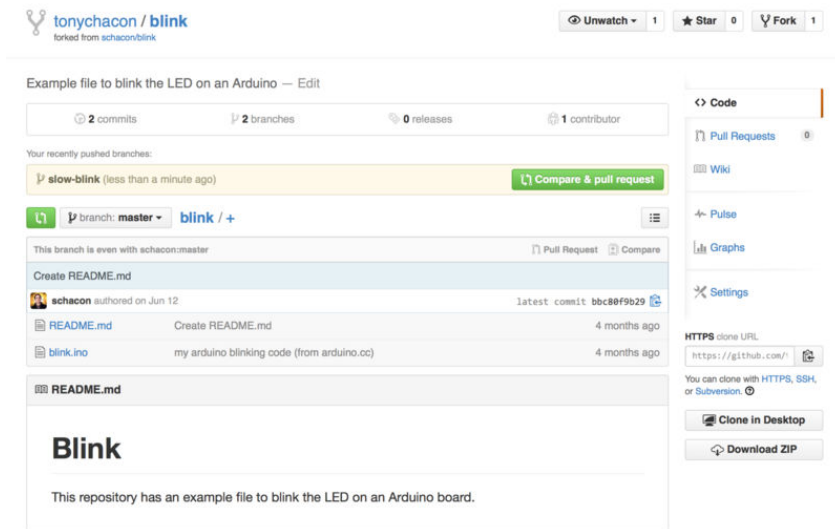 tonychacon / blink
forked from schacon/blink
Unwatch 1
Star 0
Fork 1
Example file to blink the LED on an Arduino — Edit
2 commits
2 branches
0 releases
1 contributor
Your recently pushed branches:
slow-blink (less than a minute ago)
Compare & pull request
branch: master
blink / +
This branch is even with schacon:master
Pull Request
Compare
Create README.md
schacon authored on Jun 12
latest commit bbc80f9b29
README.md Create README.md 4 months ago
blink.ino my arduino blinking code (from arduino.cc) 4 months ago
README.md
Blink
This repository has an example file to blink the LED on an Arduino board.
Code
Pull Requests 0
Wiki
Pulse
Graphs
Settings
HTTPS clone URL
https://github.com/
You can clone with HTTPS, SSH,
or Subversion.
Clone in Desktop
Download ZIP